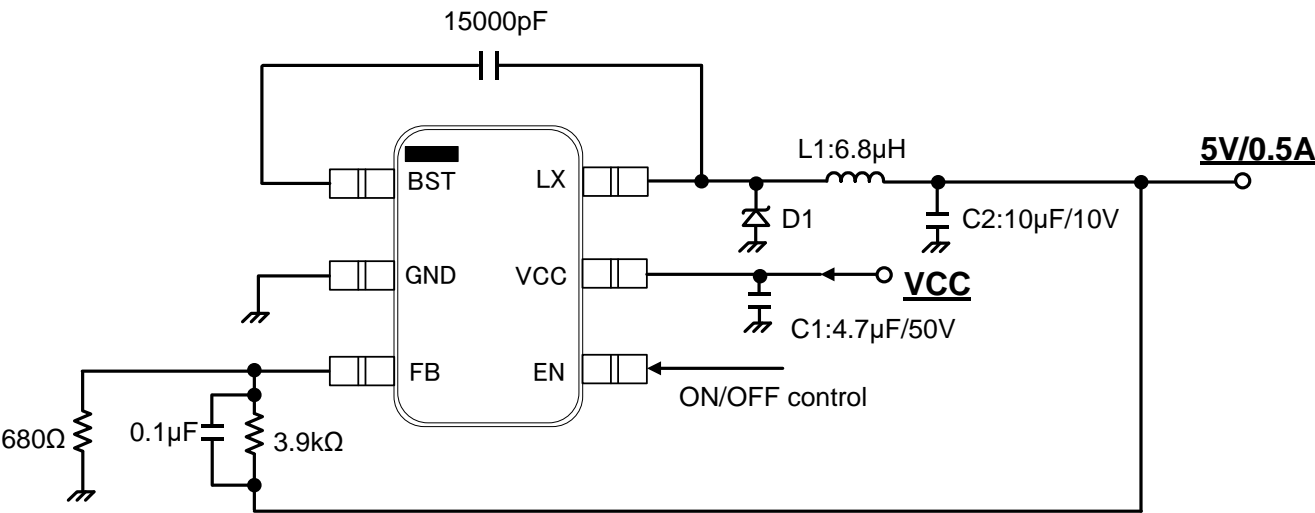 15000pF
L1:6.8µH
5V/0.5A
BST
LX
D1
C2:10µF/10V
GND
VCC
VCC
C1:4.7µF/50V
FB
EN
ON/OFF control
680Ω
0.1µF
3.9kΩ